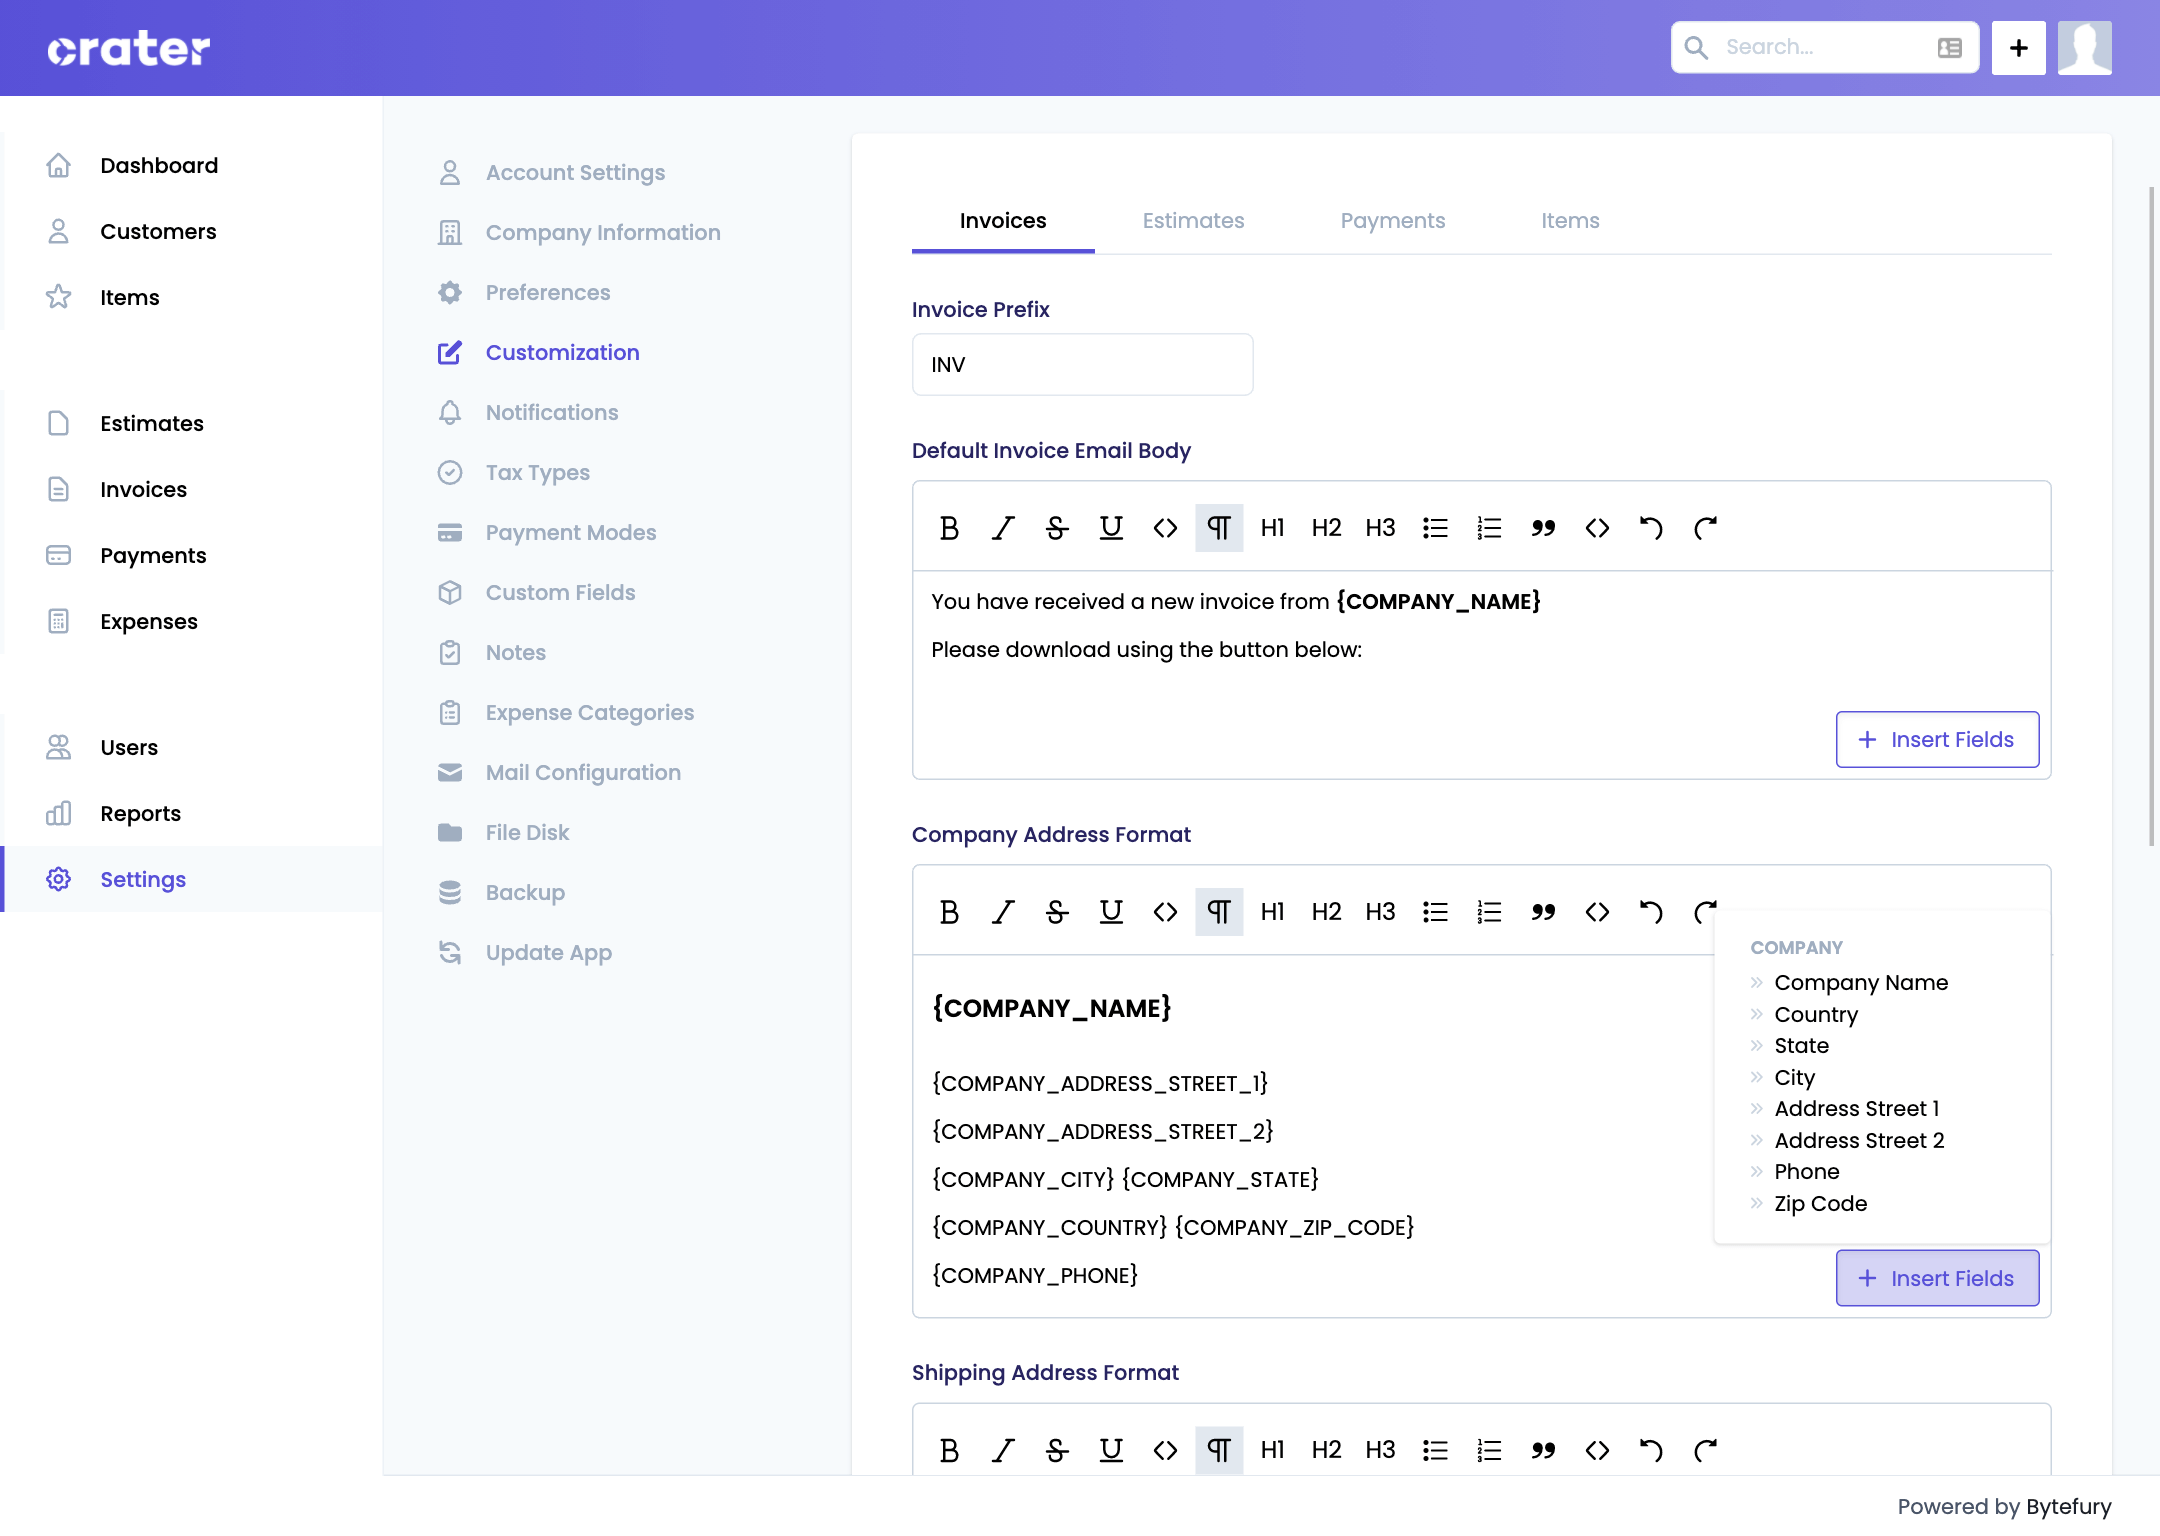 crater
Search...
Dashboard
Customers
Items
Estimates
Invoices
Payments
Expenses
Users
Reports
Settings
Account Settings
Company Information
Preferences
Customization
Notifications
Tax Types
Payment Modes
Custom Fields
Notes
Expense Categories
Mail Configuration
File Disk
Backup
Update App
Invoices Estimates Payments Items
Invoice Prefix
INV
Default Invoice Email Body
B I S U <> ¶ H1 H2 H3 <>
You have received a new invoice from {COMPANY_NAME}
Please download using the button below:
+ Insert Fields
Company Address Format
B I S U <> ¶ H1 H2 H3 <>
{COMPANY_NAME}
{COMPANY_ADDRESS_STREET_1}
{COMPANY_ADDRESS_STREET_2}
{COMPANY_CITY} {COMPANY_STATE}
{COMPANY_COUNTRY} {COMPANY_ZIP_CODE}
{COMPANY_PHONE}
COMPANY
» Company Name
» Country
» State
» City
» Address Street 1
» Address Street 2
» Phone
» Zip Code
+ Insert Fields
Shipping Address Format
B I S U <> ¶ H1 H2 H3 <>
Powered by Bytefury